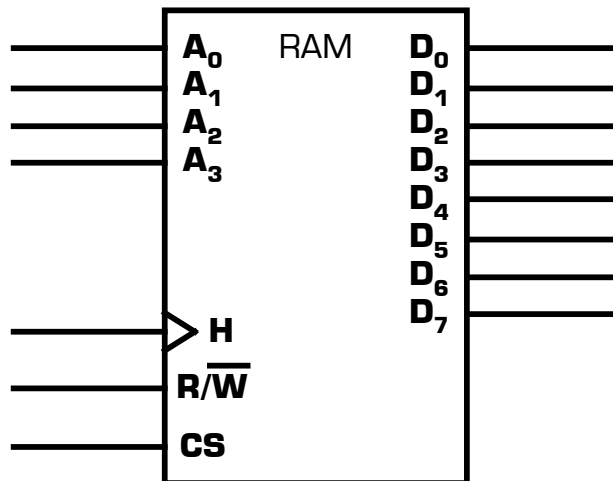 A₀ RAM D₀
A₁ D₁
A₂ D₂
A₃ D₃
D₄
D₅
D₆
D₇
H
R/W̅
CS